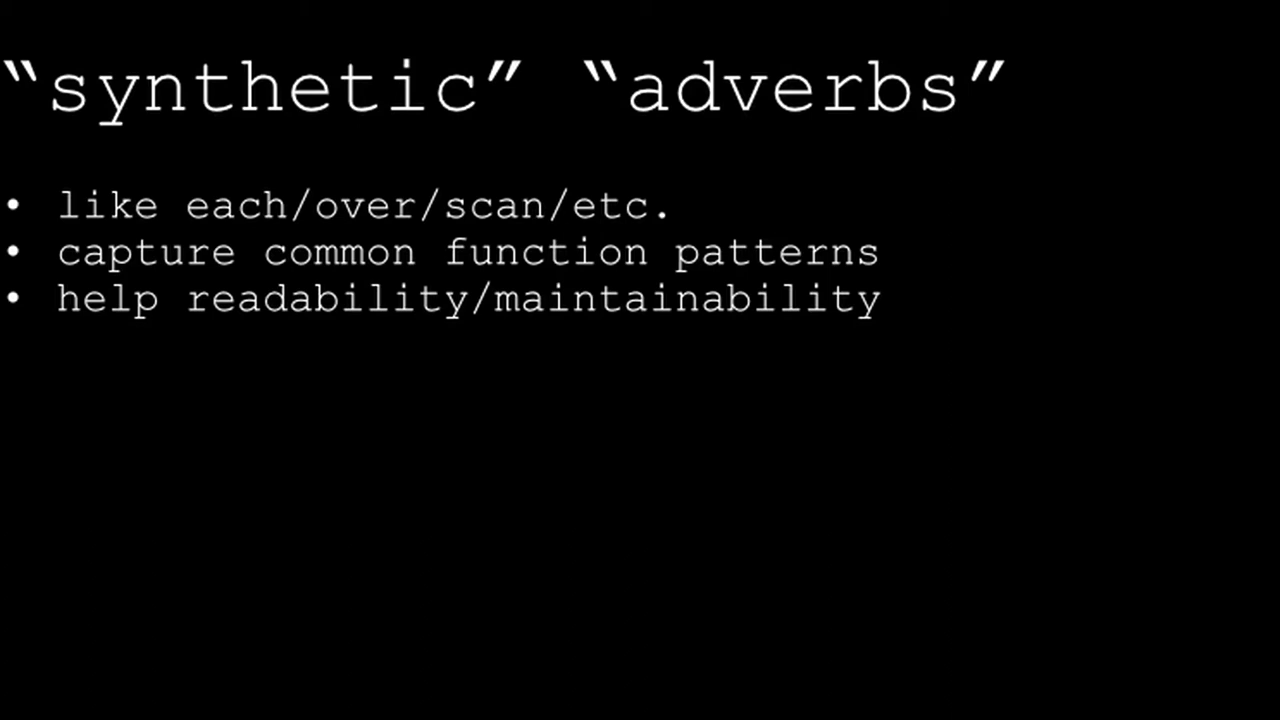 “synthetic” “adverbs”
• like each/over/scan/etc.
• capture common function patterns
• help readability/maintainability